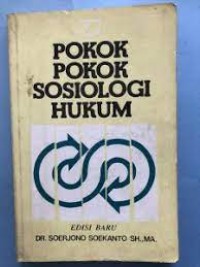 POKOK
POKOK
SOSIOLOGI
HUKUM
EDISI BARU
DR. SOERJONO SOEKANTO SH.,MA.